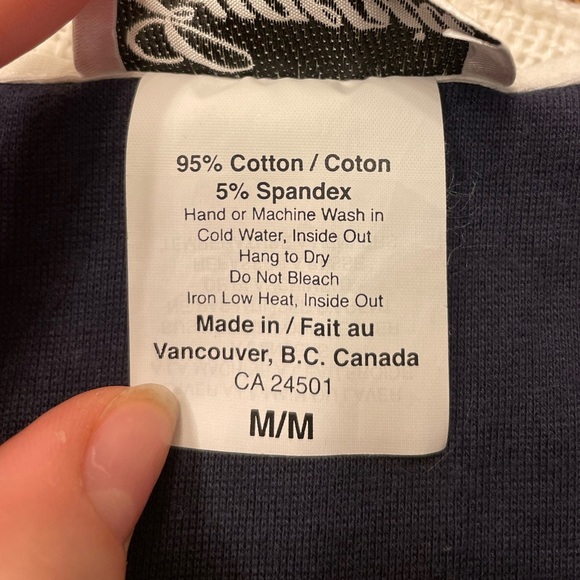 95% Cotton / Coton
5% Spandex
Hand or Machine Wash in
Cold Water, Inside Out
Hang to Dry
Do Not Bleach
Iron Low Heat, Inside Out
Made in / Fait au
Vancouver, B.C. Canada
CA 24501
M/M